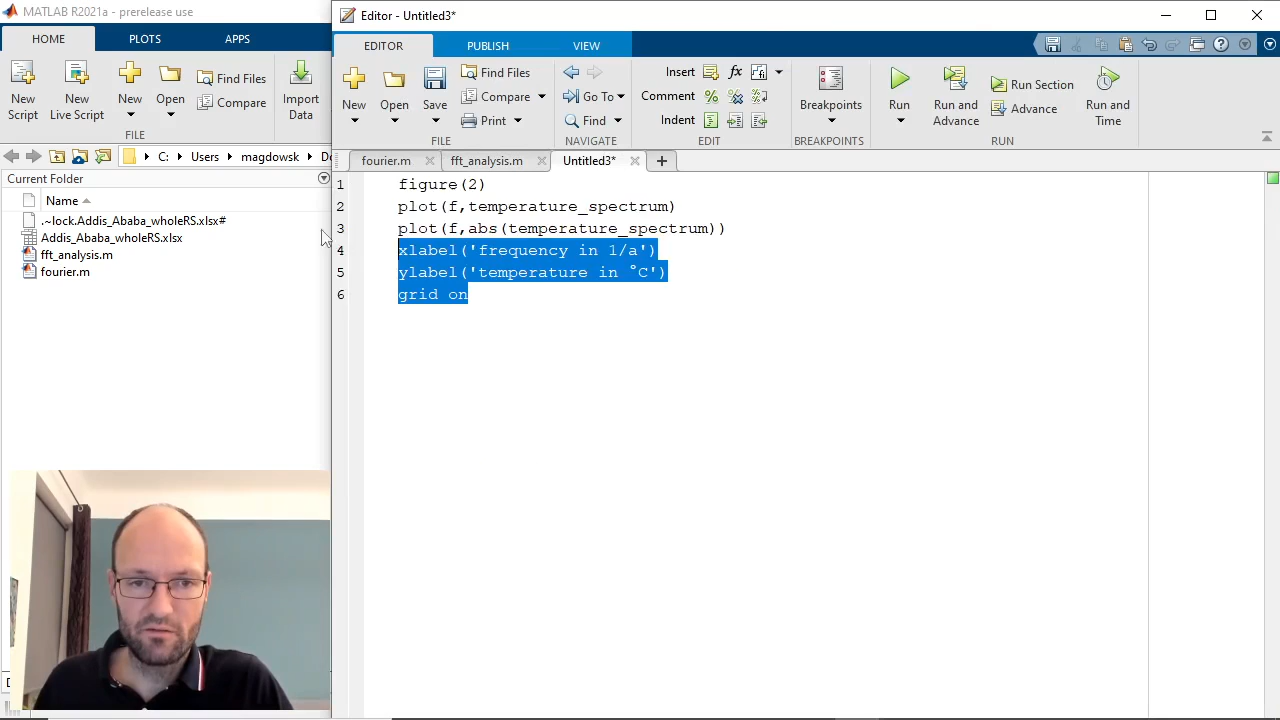 MATLAB R2021a - prerelease use
HOME PLOTS APPS
New Script
New Live Script
New
Open
Find Files
Compare
Import Data
FILE
C: Users magdowsk
Current Folder
Name
.~lock.Addis_Ababa_wholeRS.xlsx#
Addis_Ababa_wholeRS.xlsx
fft_analysis.m
fourier.m
Editor - Untitled3*
EDITOR PUBLISH VIEW
New
Open
Save
Find Files
Compare
Print
FILE
Go To
Find
NAVIGATE
Insert fx
Comment
Indent
EDIT
Breakpoints
BREAKPOINTS
Run
Run and Advance
Run Section
Advance
Run and Time
RUN
fourier.m fft_analysis.m Untitled3*
1 figure(2)
2 plot(f,temperature_spectrum)
3 plot(f,abs(temperature_spectrum))
4 xlabel('frequency in 1/a')
5 ylabel('temperature in °C')
6 grid on